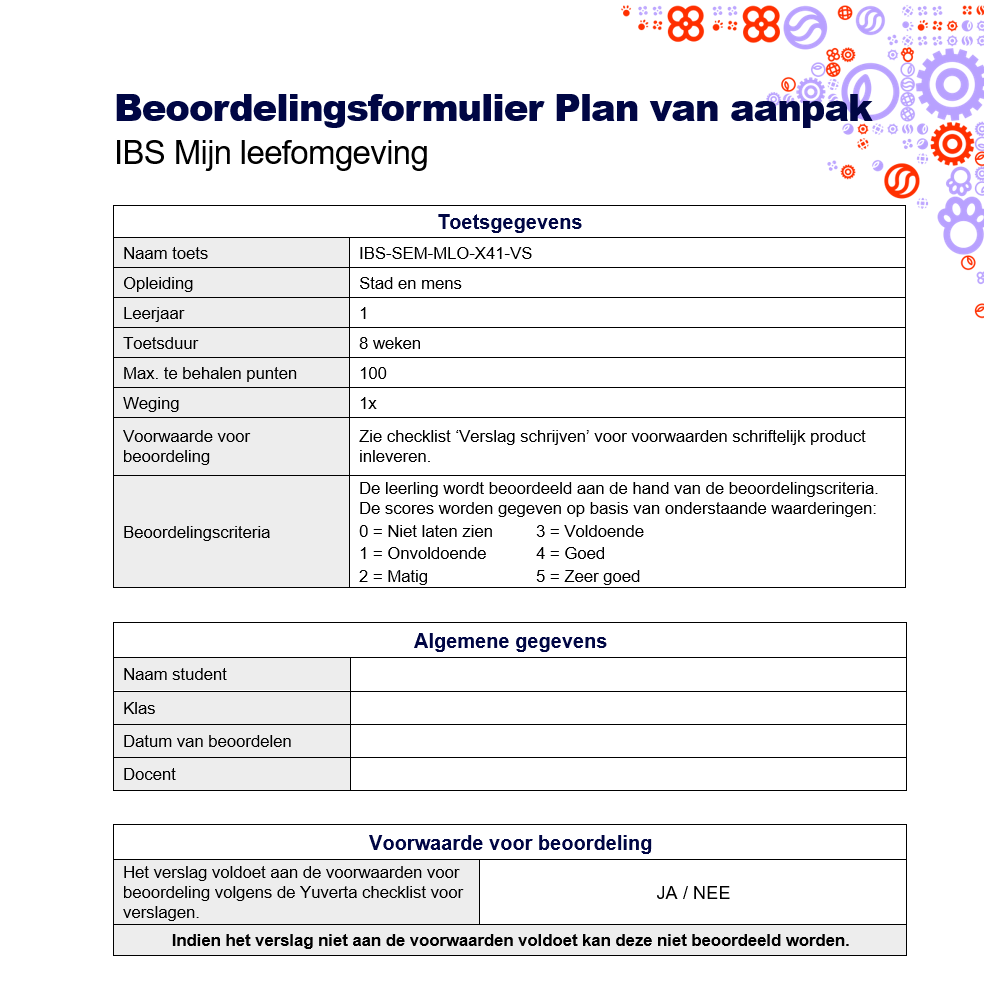 Beoordelingsformulier Plan van aanpak
IBS Mijn leefomgeving
Toetsgegevens
Naam toets IBS-SEM-MLO-X41-VS
Opleiding Stad en mens
Leerjaar 1
Toetsduur 8 weken
Max. te behalen punten 100
Weging 1x
Voorwaarde voor
beoordeling
Zie checklist ‘Verslag schrijven’ voor voorwaarden schriftelijk product
inleveren.
Beoordelingscriteria
De leerling wordt beoordeeld aan de hand van de beoordelingscriteria.
De scores worden gegeven op basis van onderstaande waarderingen:
0 = Niet laten zien 3 = Voldoende
1 = Onvoldoende 4 = Goed
2 = Matig 5 = Zeer goed
Algemene gegevens
Naam student
Klas
Datum van beoordelen
Docent
Voorwaarde voor beoordeling
Het verslag voldoet aan de voorwaarden voor
beoordeling volgens de Yuverta checklist voor
verslagen.
JA / NEE
Indien het verslag niet aan de voorwaarden voldoet kan deze niet beoordeeld worden.